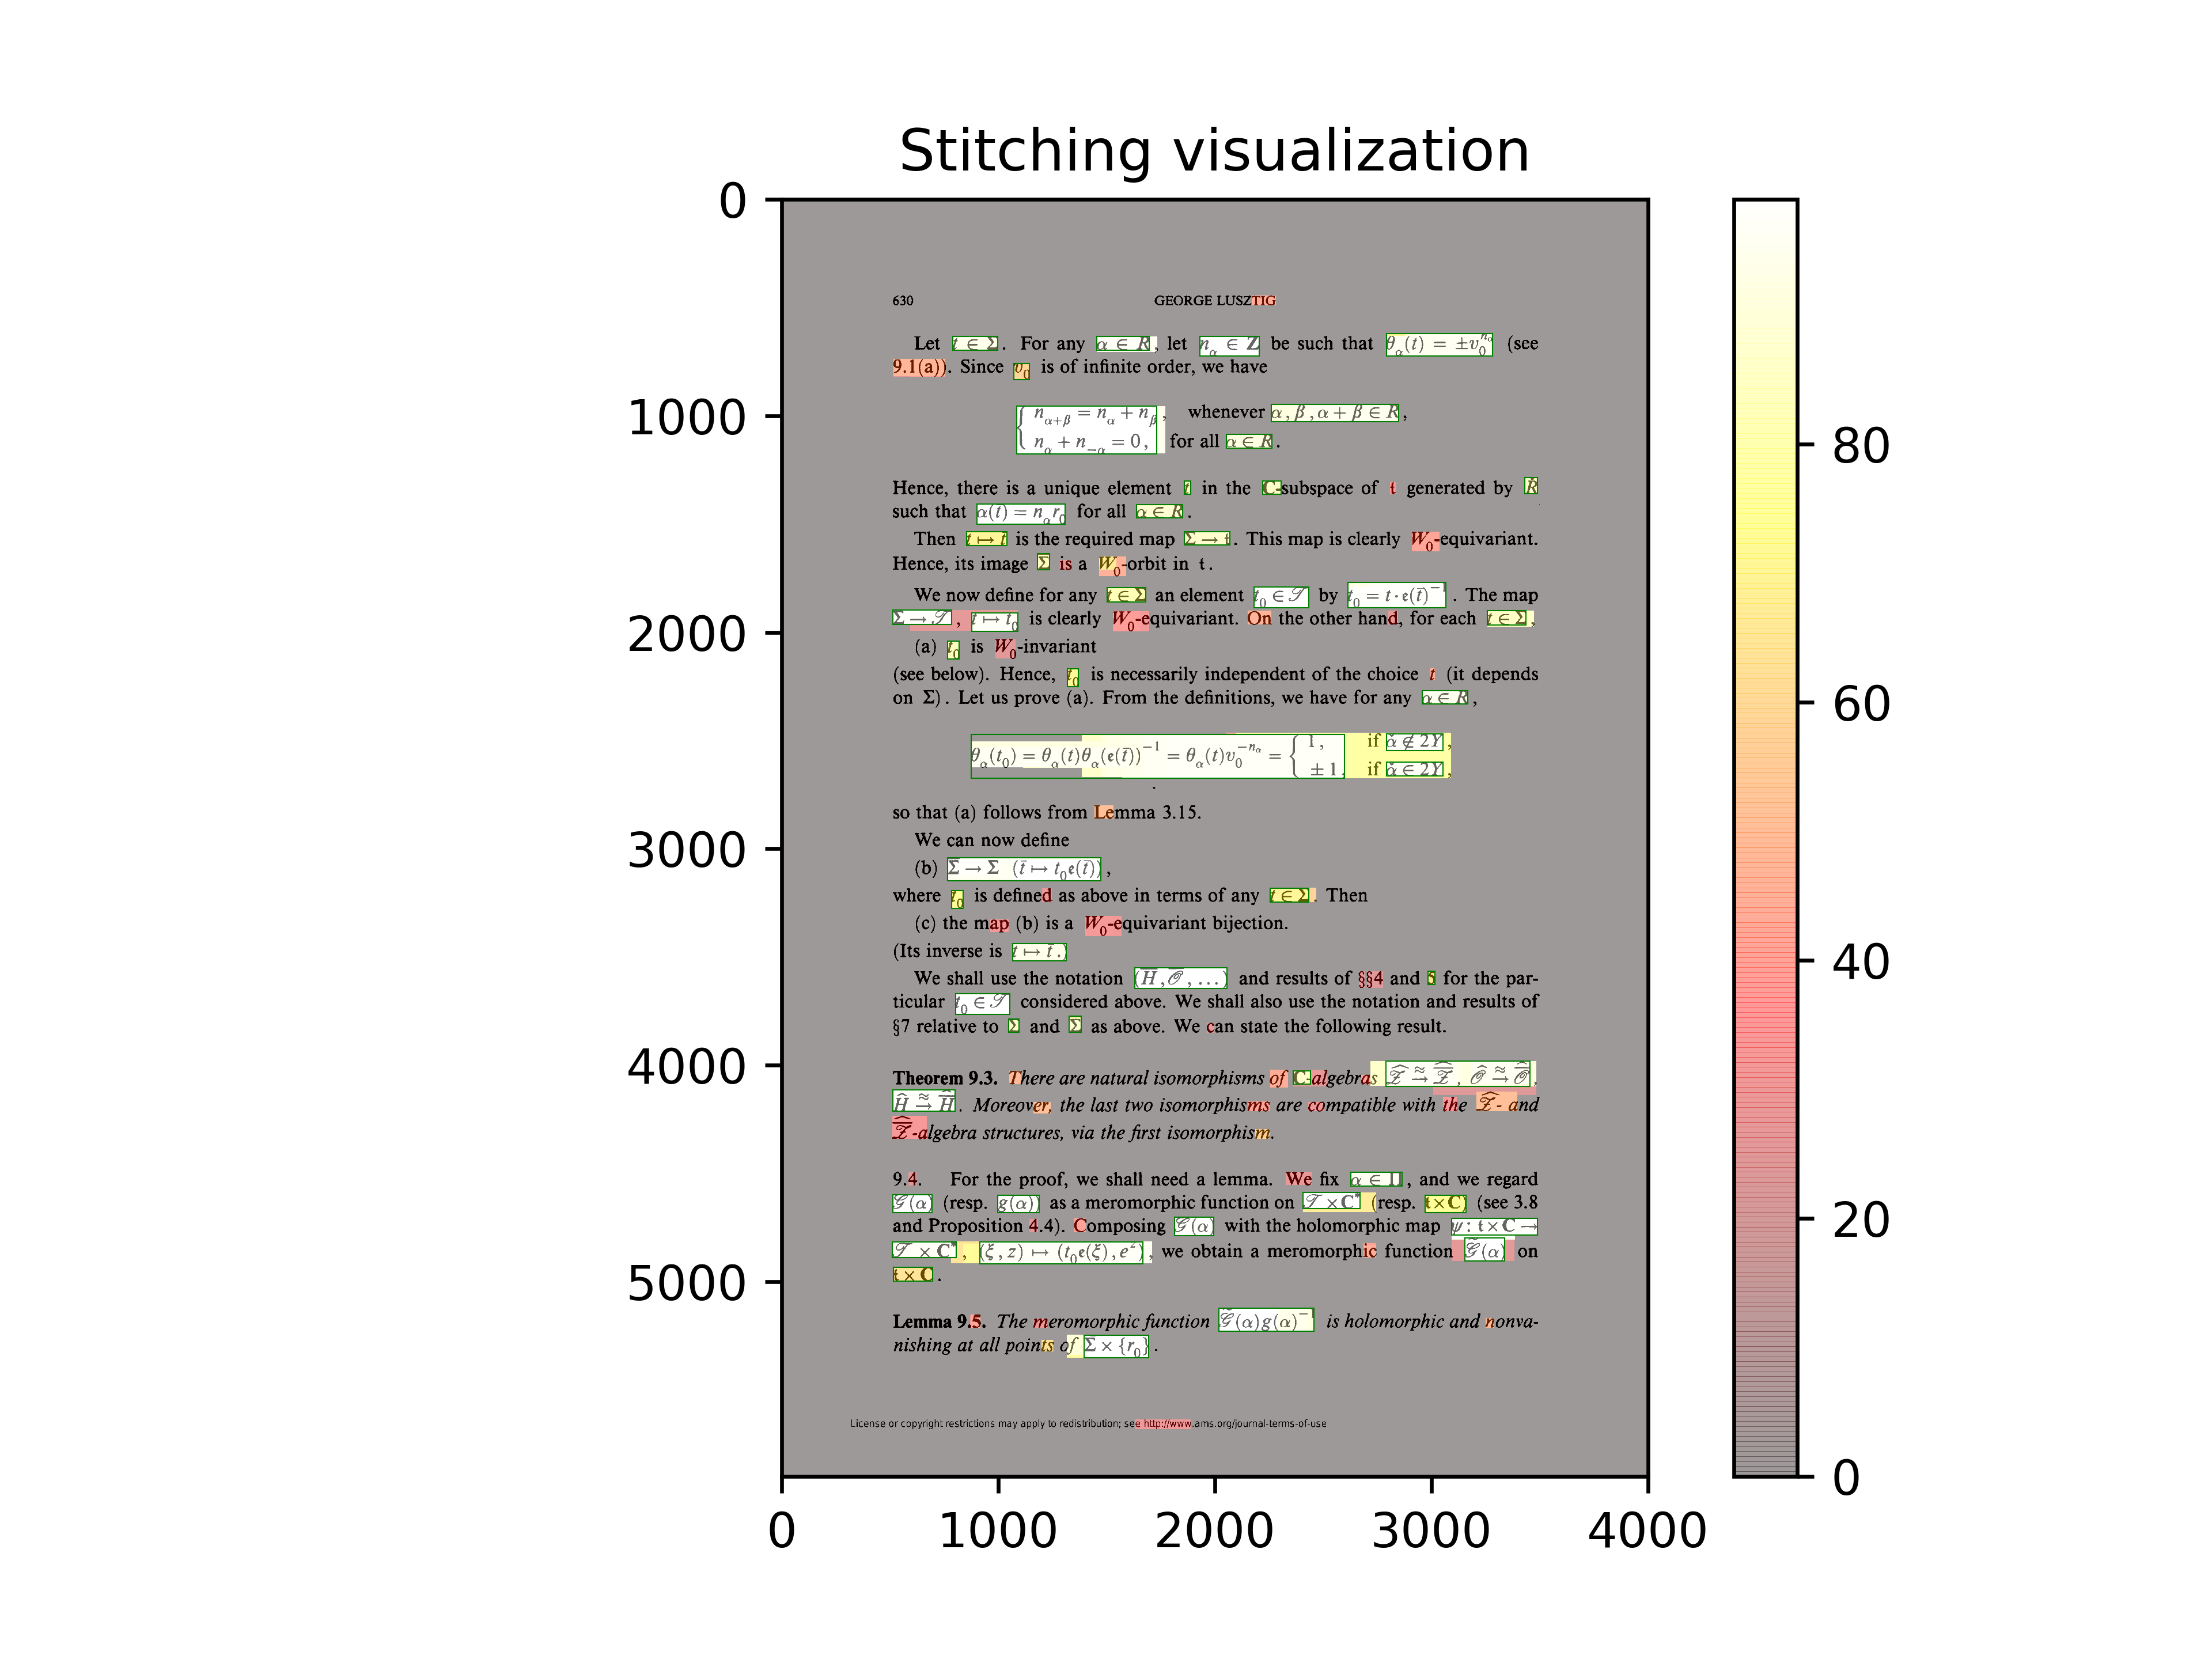 Stitching visualization
0
1000
2000
3000
4000
5000
0 1000 2000 3000 4000
80
60
40
20
0
630 GEORGE LUSZTIG
Let t ∈ Σ. For any α ∈ R, let n_α ∈ Z be such that θ_α(t) = ±v_0^{n_α} (see
9.1(a)). Since v_0 is of infinite order, we have
{ n_{α+β} = n_α + n_β, whenever α, β, α + β ∈ R,
n_α + n_{−α} = 0, for all α ∈ R.
Hence, there is a unique element t̄ in the C-subspace of 𝔱 generated by Ř
such that α(t̄) = n_α r_0 for all α ∈ R.
Then t ↦ t̄ is the required map Σ → 𝔱. This map is clearly W_0-equivariant.
Hence, its image Σ̄ is a W_0-orbit in 𝔱.
We now define for any t ∈ Σ an element t_0 ∈ 𝒯 by t_0 = t · 𝔢(t̄)^{−1}. The map
Σ → 𝒯, t ↦ t_0 is clearly W_0-equivariant. On the other hand, for each t ∈ Σ,
(a) t_0 is W_0-invariant
(see below). Hence, t_0 is necessarily independent of the choice t (it depends
on Σ). Let us prove (a). From the definitions, we have for any α ∈ R,
θ_α(t_0) = θ_α(t)θ_α(𝔢(t̄))^{−1} = θ_α(t)v_0^{−n_α} = { 1, if α̌ ∉ 2Y,
±1, if α̌ ∈ 2Y,
so that (a) follows from Lemma 3.15.
We can now define
(b) Σ̄ → Σ (t̄ ↦ t_0𝔢(t̄)),
where t_0 is defined as above in terms of any t ∈ Σ. Then
(c) the map (b) is a W_0-equivariant bijection.
(Its inverse is t ↦ t̄.)
We shall use the notation (H̄, 𝒪̄, ...) and results of §§4 and 5 for the par-
ticular t_0 ∈ 𝒯 considered above. We shall also use the notation and results of
§7 relative to Σ and Σ̄ as above. We can state the following result.
Theorem 9.3. There are natural isomorphisms of C-algebras 𝒵̂ ≈→ 𝒵̄̂, 𝒪̂ ≈→ 𝒪̄̂,
Ĥ ≈→ H̄̂. Moreover, the last two isomorphisms are compatible with the 𝒵̂- and
𝒵̄̂-algebra structures, via the first isomorphism.
9.4. For the proof, we shall need a lemma. We fix α ∈ Π, and we regard
𝒢(α) (resp. g(α)) as a meromorphic function on 𝒯 × C* (resp. 𝔱 × C) (see 3.8
and Proposition 4.4). Composing 𝒢(α) with the holomorphic map ψ: 𝔱 × C →
𝒯 × C*, (ξ, z) ↦ (t_0𝔢(ξ), e^z), we obtain a meromorphic function 𝒢̃(α) on
𝔱 × C.
Lemma 9.5. The meromorphic function 𝒢̃(α)g(α)^{−1} is holomorphic and nonva-
nishing at all points of Σ̄ × {r_0}.
License or copyright restrictions may apply to redistribution; see http://www.ams.org/journal-terms-of-use